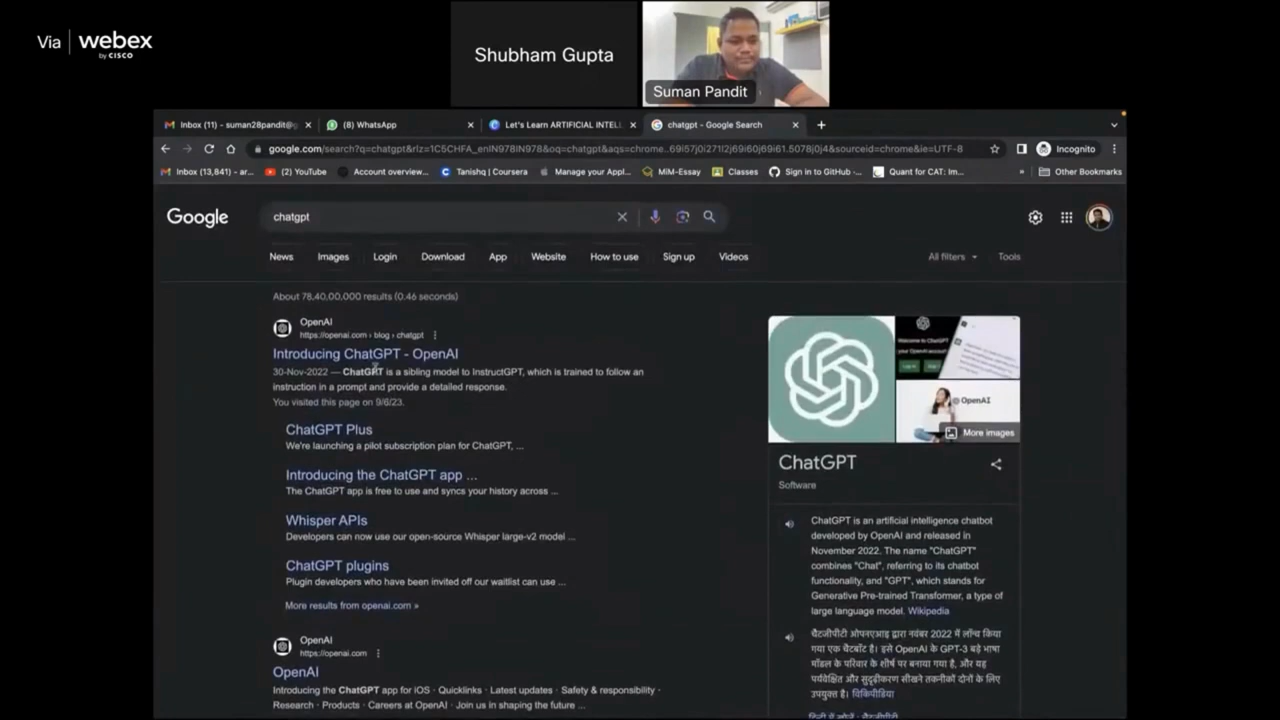 Via webex
by CISCO
Shubham Gupta
Suman Pandit
Inbox (11) - suman28pandit@g
(8) WhatsApp
Let's Learn ARTIFICIAL INTEL
chatgpt - Google Search
google.com/search?q=chatgpt&rlz=1C5CHFA_enIN978IN978&oq=chatgpt&aqs=chrome..69i57j0i271l2j69i60j69i61.5078j0j4&sourceid=chrome&ie=UTF-8
Incognito
Inbox (13,841) - ar...
(2) YouTube
Account overview...
Tanishq | Coursera
Manage your Appl...
MiM-Essay
Classes
Sign in to GitHub ·...
Quant for CAT: Im...
»
Other Bookmarks
Google
chatgpt
News
Images
Login
Download
App
Website
How to use
Sign up
Videos
All filters
Tools
About 78,40,00,000 results (0.46 seconds)
OpenAI
https://openai.com › blog › chatgpt
Introducing ChatGPT - OpenAI
30-Nov-2022 — ChatGPT is a sibling model to InstructGPT, which is trained to follow an
instruction in a prompt and provide a detailed response.
You visited this page on 9/6/23.
ChatGPT Plus
We're launching a pilot subscription plan for ChatGPT, ...
Introducing the ChatGPT app ...
The ChatGPT app is free to use and syncs your history across ...
Whisper APIs
Developers can now use our open-source Whisper large-v2 model ...
ChatGPT plugins
Plugin developers who have been invited off our waitlist can use ...
More results from openai.com »
OpenAI
https://openai.com
OpenAI
Introducing the ChatGPT app for iOS · Quicklinks · Latest updates · Safety & responsibility ·
Research · Products · Careers at OpenAI · Join us in shaping the future ...
OpenAI
More images
ChatGPT
Software
ChatGPT is an artificial intelligence chatbot
developed by OpenAI and released in
November 2022. The name "ChatGPT"
combines "Chat", referring to its chatbot
functionality, and "GPT", which stands for
Generative Pre-trained Transformer, a type of
large language model. Wikipedia
चैटजीपीटी ओपनएआइ द्वारा नवंबर 2022 में लॉन्च किया
गया एक चैटबॉट है। इसे OpenAI के GPT-3 बड़े भाषा
मॉडल के परिवार के शीर्ष पर बनाया गया है, और यह
पर्यवेक्षित और सुदृढ़ीकरण सीखने तकनीकों दोनों के लिए
उपयुक्त है। विकिपीडिया